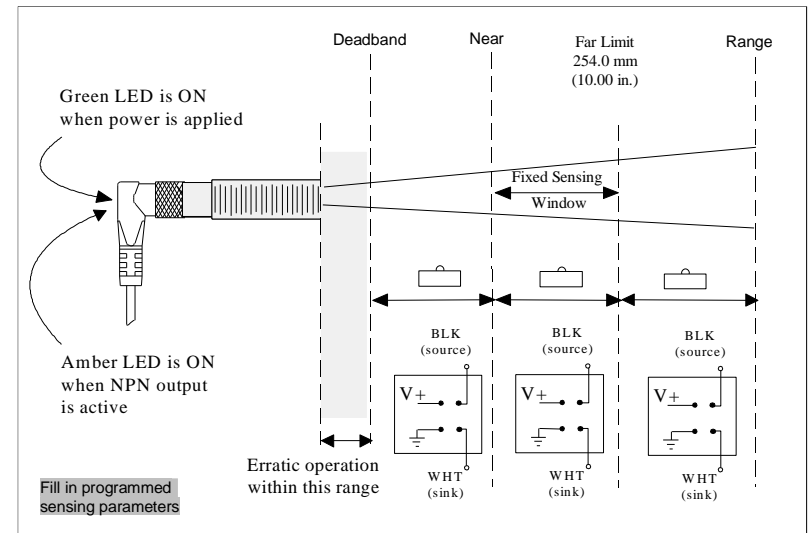 Deadband
Near
Far Limit
254.0 mm
(10.00 in.)
Range
Green LED is ON
when power is applied
Fixed Sensing
Window
Amber LED is ON
when NPN output
is active
BLK
(source)
V+
WHT
(sink)
BLK
(source)
V+
WHT
(sink)
BLK
(source)
V+
WHT
(sink)
Erratic operation
within this range
Fill in programmed
sensing parameters